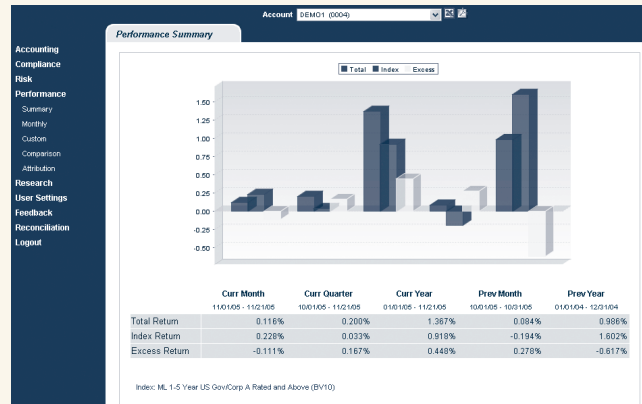 Account DEMO1 (0004)
Performance Summary
Accounting
Compliance
Risk
Performance
Summary
Monthly
Custom
Comparison
Attribution
Research
User Settings
Feedback
Reconciliation
Logout
Total Index Excess
1.50
1.25
1.00
0.75
0.50
0.25
0.00
-0.25
-0.50
Curr Month Curr Quarter Curr Year Prev Month Prev Year
11/01/05 - 11/21/05 10/01/05 - 11/21/05 01/01/05 - 11/21/05 10/01/05 - 10/31/05 01/01/04 - 12/31/04
Total Return 0.116% 0.200% 1.367% 0.084% 0.986%
Index Return 0.228% 0.033% 0.918% -0.194% 1.602%
Excess Return -0.111% 0.167% 0.448% 0.278% -0.617%
Index: ML 1-5 Year US Gov/Corp A Rated and Above (BV10)